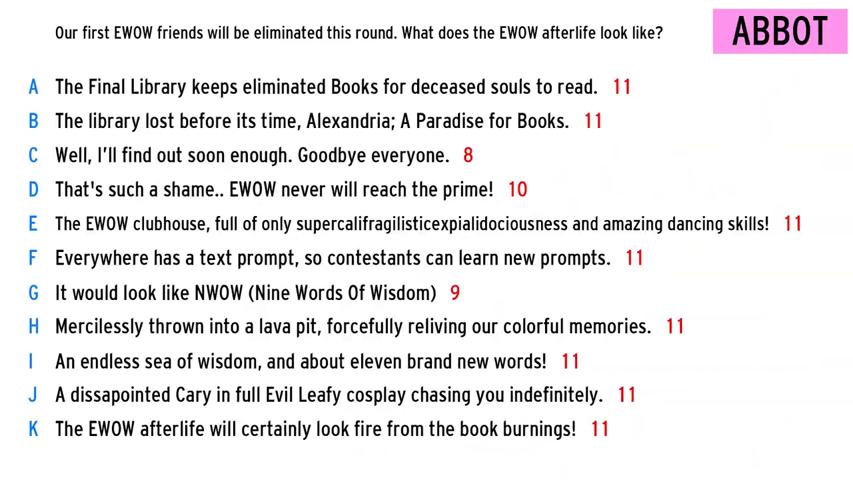 Our first EWOW friends will be eliminated this round. What does the EWOW afterlife look like?
ABBOT
A The Final Library keeps eliminated Books for deceased souls to read. 11
B The library lost before its time, Alexandria; A Paradise for Books. 11
C Well, I'll find out soon enough. Goodbye everyone. 8
D That's such a shame.. EWOW never will reach the prime! 10
E The EWOW clubhouse, full of only supercalifragilisticexpialidociousness and amazing dancing skills! 11
F Everywhere has a text prompt, so contestants can learn new prompts. 11
G It would look like NWOW (Nine Words Of Wisdom) 9
H Mercilessly thrown into a lava pit, forcefully reliving our colorful memories. 11
I An endless sea of wisdom, and about eleven brand new words! 11
J A dissapointed Cary in full Evil Leafy cosplay chasing you indefinitely. 11
K The EWOW afterlife will certainly look fire from the book burnings! 11